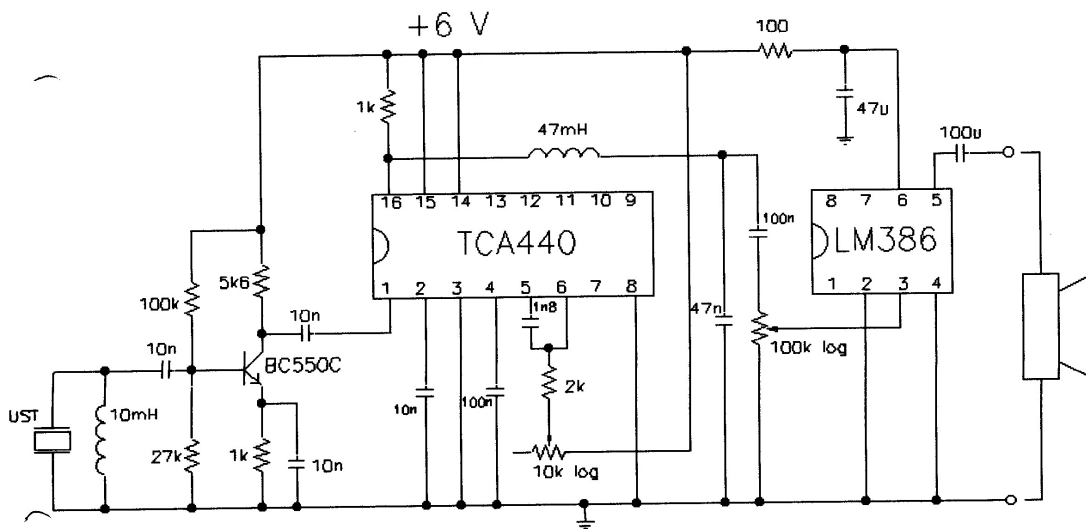 +6 V
100
1k
47u
47mH
100u
16 15 14 13 12 11 10 9
8 7 6 5
TCA440
100n
LM386
5k6
100k
1 2 3 4 5 6 7 8
1 2 3 4
10n
1n8
47n
100k log
10n
BC550C
2k
UST
10mH
10n
100n
27k
1k
10n
10k log